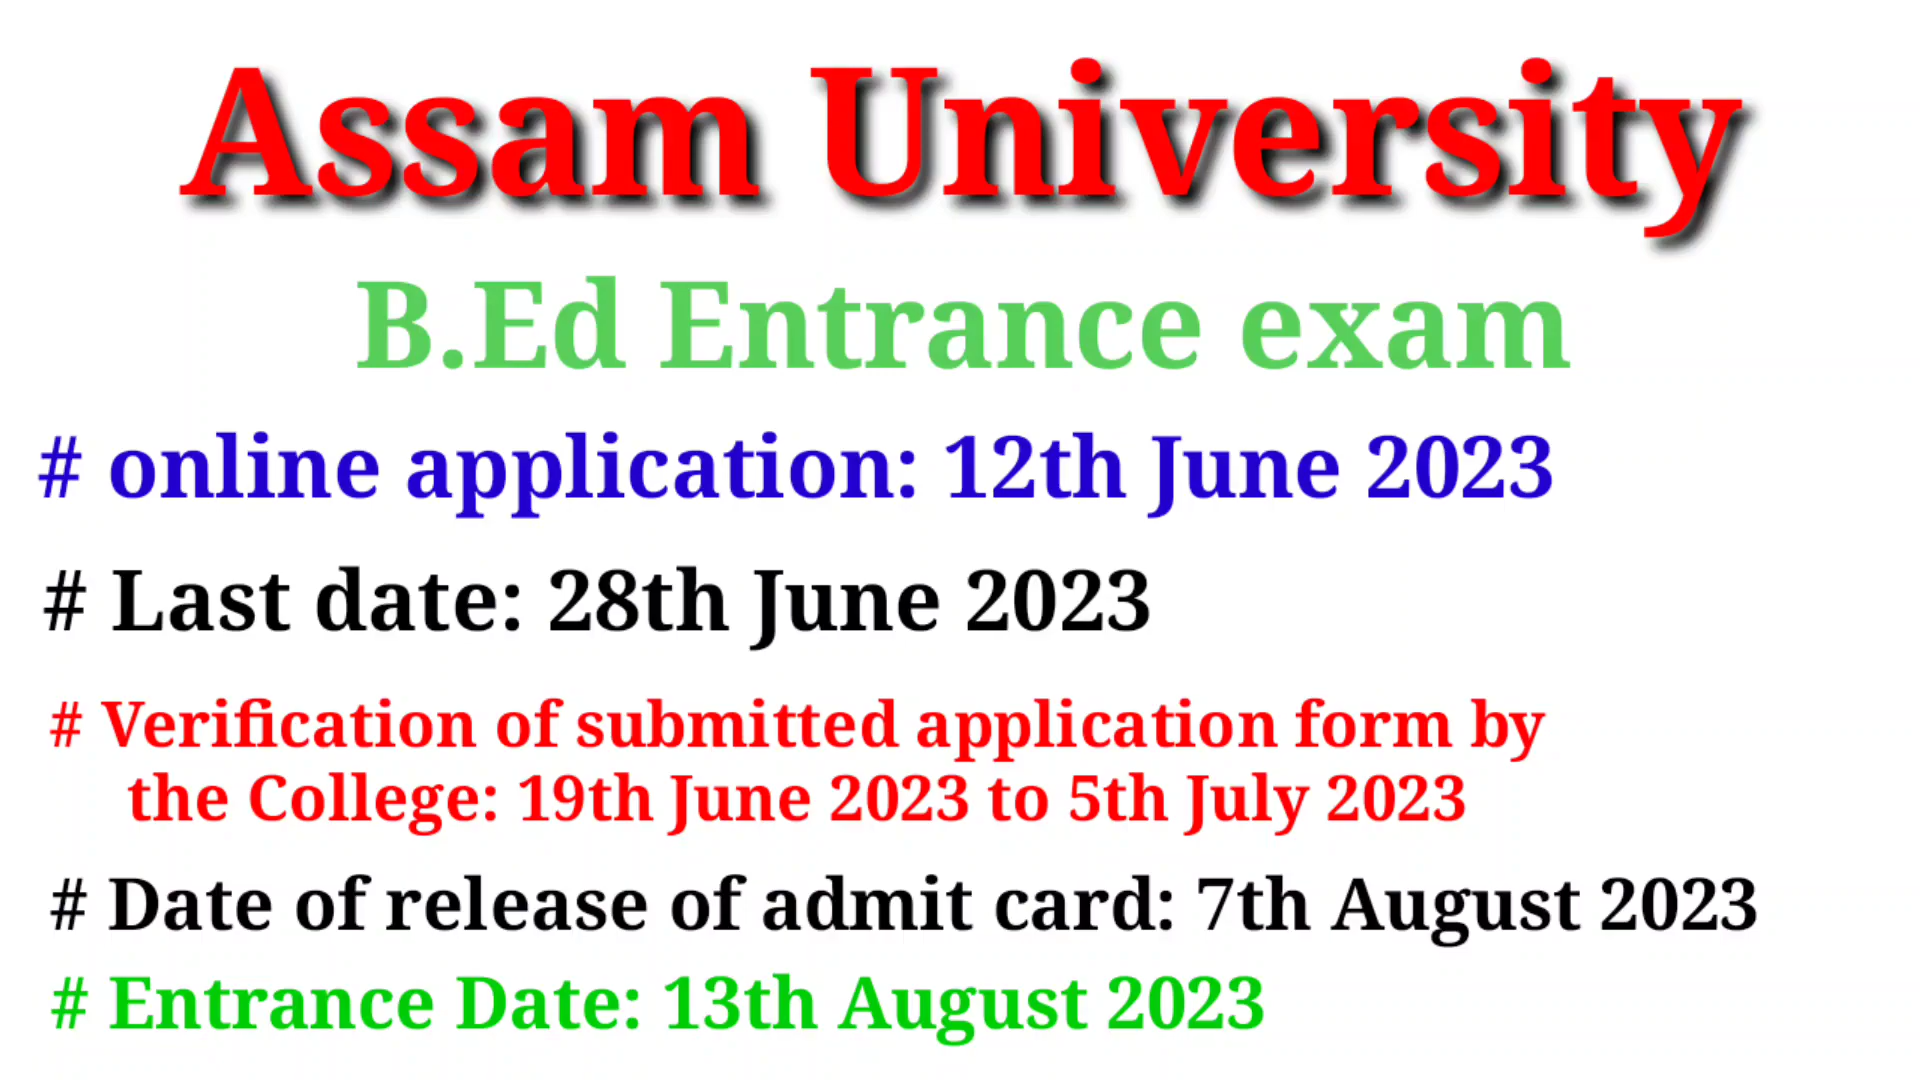 Assam University
B.Ed Entrance exam
# online application: 12th June 2023
# Last date: 28th June 2023
# Verification of submitted application form by
the College: 19th June 2023 to 5th July 2023
# Date of release of admit card: 7th August 2023
# Entrance Date: 13th August 2023